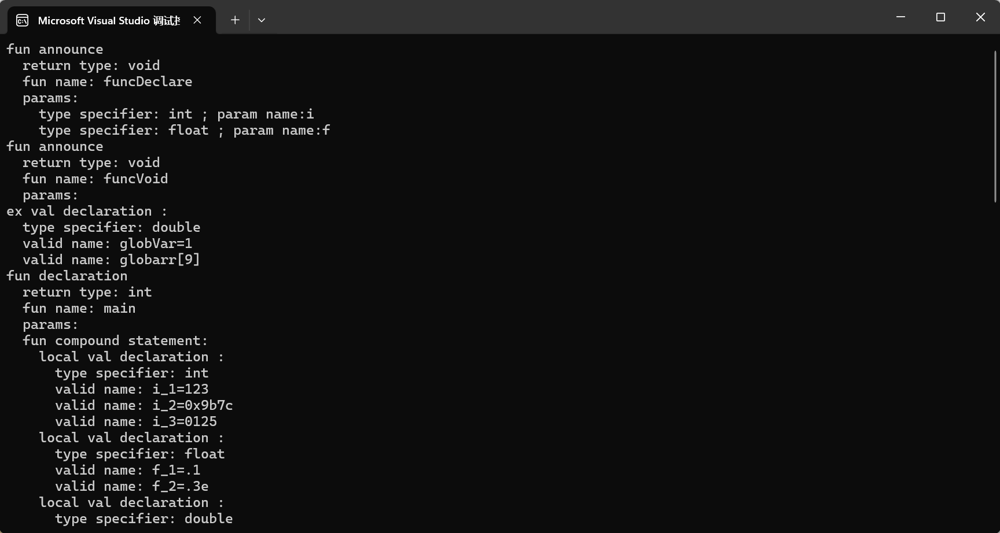 Microsoft Visual Studio 调试
fun announce
  return type: void
  fun name: funcDeclare
  params:
    type specifier: int ; param name:i
    type specifier: float ; param name:f
fun announce
  return type: void
  fun name: funcVoid
  params:
ex val declaration :
  type specifier: double
  valid name: globVar=1
  valid name: globarr[9]
fun declaration
  return type: int
  fun name: main
  params:
  fun compound statement:
    local val declaration :
      type specifier: int
      valid name: i_1=123
      valid name: i_2=0x9b7c
      valid name: i_3=0125
    local val declaration :
      type specifier: float
      valid name: f_1=.1
      valid name: f_2=.3e
    local val declaration :
      type specifier: double